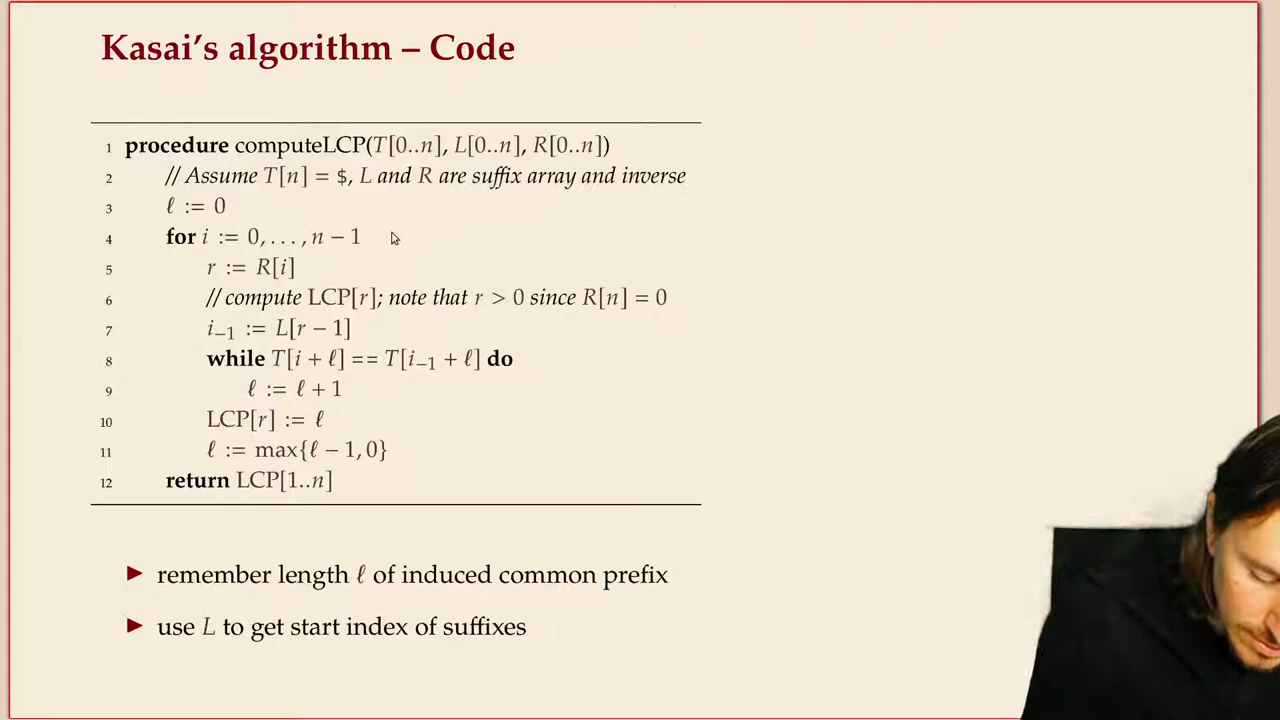 Kasai's algorithm – Code
1 procedure computeLCP(T[0..n], L[0..n], R[0..n])
2 // Assume T[n] = $, L and R are suffix array and inverse
3 ℓ := 0
4 for i := 0, . . . , n − 1
5 r := R[i]
6 // compute LCP[r]; note that r > 0 since R[n] = 0
7 i₋₁ := L[r − 1]
8 while T[i + ℓ] == T[i₋₁ + ℓ] do
9 ℓ := ℓ + 1
10 LCP[r] := ℓ
11 ℓ := max{ℓ − 1, 0}
12 return LCP[1..n]
▶ remember length ℓ of induced common prefix
▶ use L to get start index of suffixes